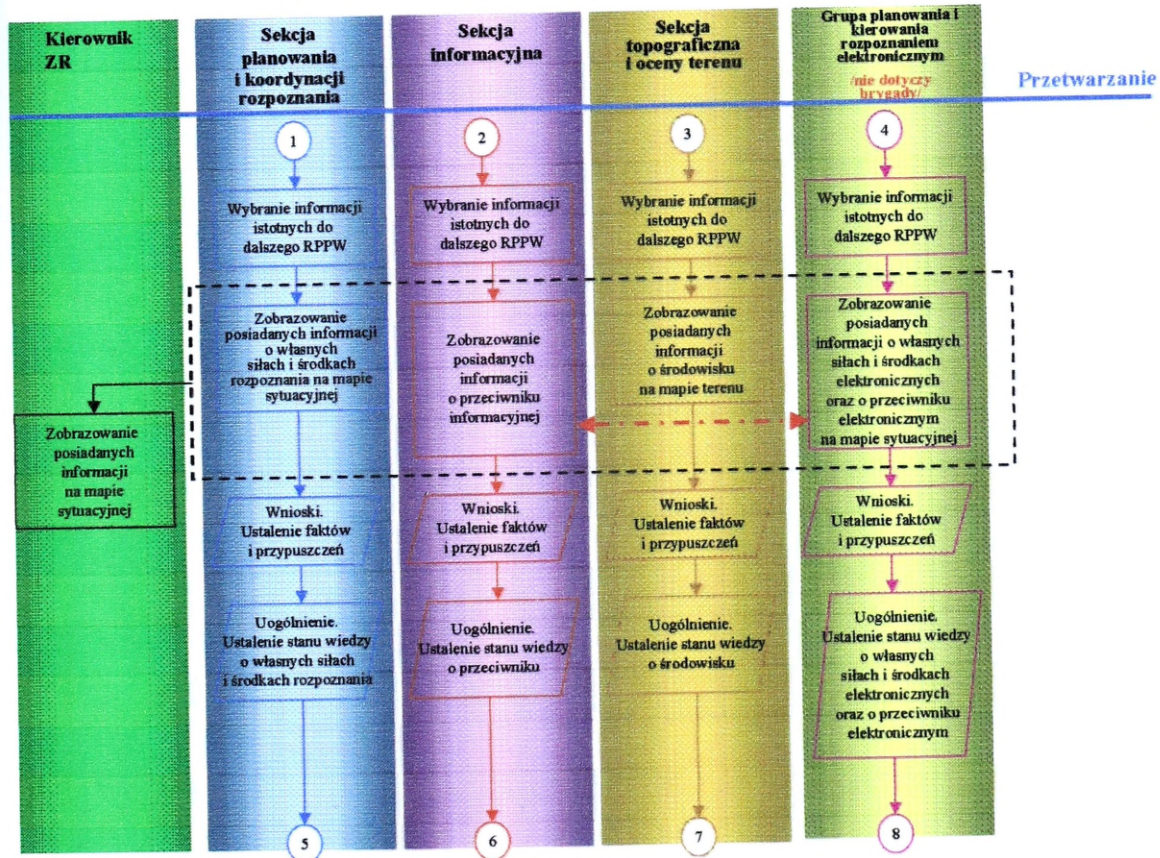 Kierownik
ZR
Sekcja
planowania
i koordynacji
rozpoznania
Sekcja
informacyjna
Sekcja
topograficzna
i oceny terenu
Grupa planowania i
kierowania
rozpoznaniem
elektronicznym
/nie dotyczy
brygady/
Przetwarzanie
1
2
3
4
Wybranie informacji
istotnych do
dalszego RPPW
Wybranie informacji
istotnych do
dalszego RPPW
Wybranie informacji
istotnych do
dalszego RPPW
Wybranie informacji
istotnych do
dalszego RPPW
Zobrazowanie
posiadanych
informacji
na mapie
sytuacyjnej
Zobrazowanie
posiadanych informacji
o własnych
siłach i środkach
rozpoznania na mapie
sytuacyjnej
Zobrazowanie
posiadanych
informacji
o przeciwniku
informacyjnej
Zobrazowanie
posiadanych
informacji
o środowisku
na mapie terenu
Zobrazowanie
posiadanych
informacji o własnych
siłach i środkach
elektronicznych
oraz o przeciwniku
elektronicznym
na mapie sytuacyjnej
Wnioski.
Ustalenie faktów
i przypuszczeń
Wnioski.
Ustalenie faktów
i przypuszczeń
Wnioski.
Ustalenie faktów
i przypuszczeń
Wnioski.
Ustalenie faktów
i przypuszczeń
Uogólnienie.
Ustalenie stanu wiedzy
o własnych siłach
i środkach rozpoznania
Uogólnienie.
Ustalenie stanu wiedzy
o przeciwniku
Uogólnienie.
Ustalenie stanu wiedzy
o środowisku
Uogólnienie.
Ustalenie stanu wiedzy
o własnych
siłach i środkach
elektronicznych
oraz o przeciwniku
elektronicznym
5
6
7
8